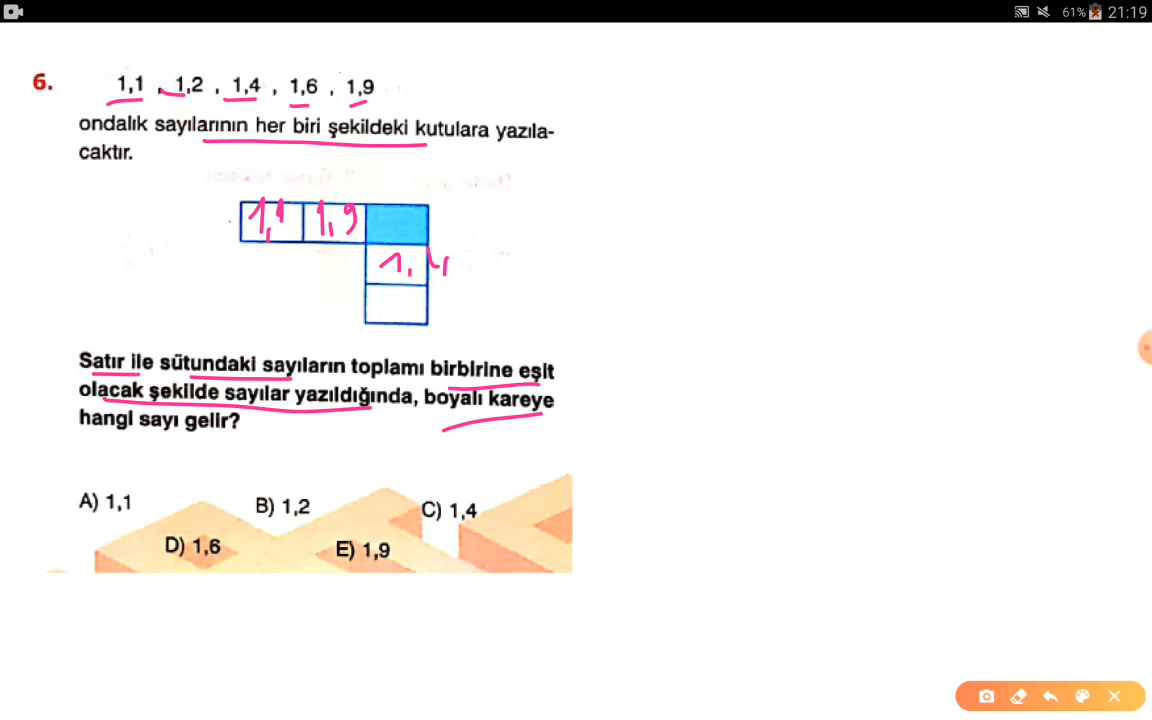 61% 21:19
6. 1,1 , 1,2 , 1,4 , 1,6 , 1,9
ondalık sayılarının her biri şekildeki kutulara yazıla-
caktır.
1,1 1,9
1,4
Satır ile sütundaki sayıların toplamı birbirine eşit
olacak şekilde sayılar yazıldığında, boyalı kareye
hangi sayı gelir?
A) 1,1 B) 1,2 C) 1,4
D) 1,6 E) 1,9